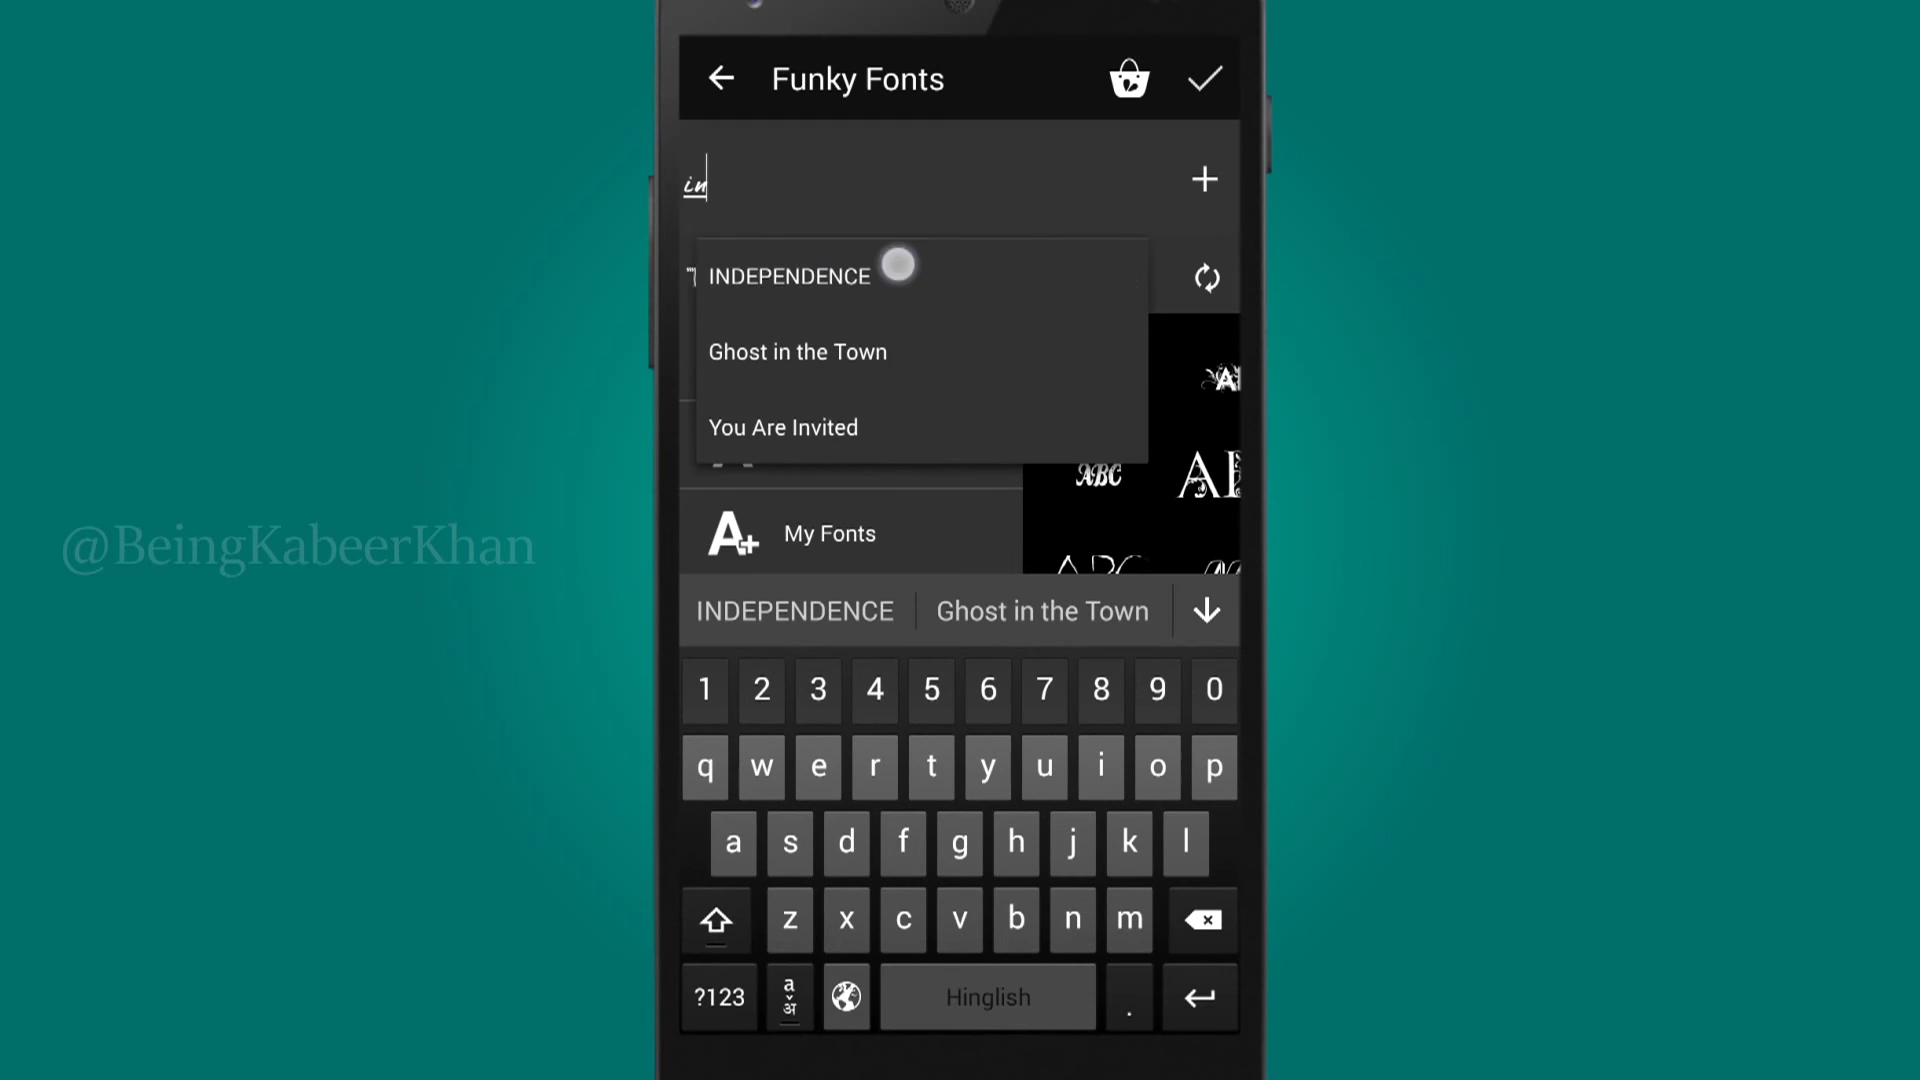 Funky Fonts
in
INDEPENDENCE
Ghost in the Town
You Are Invited
ABC
My Fonts
@BeingKabeerKhan
INDEPENDENCE Ghost in the Town
1 2 3 4 5 6 7 8 9 0
q w e r t y u i o p
a s d f g h j k l
z x c v b n m
?123 a अ Hinglish .